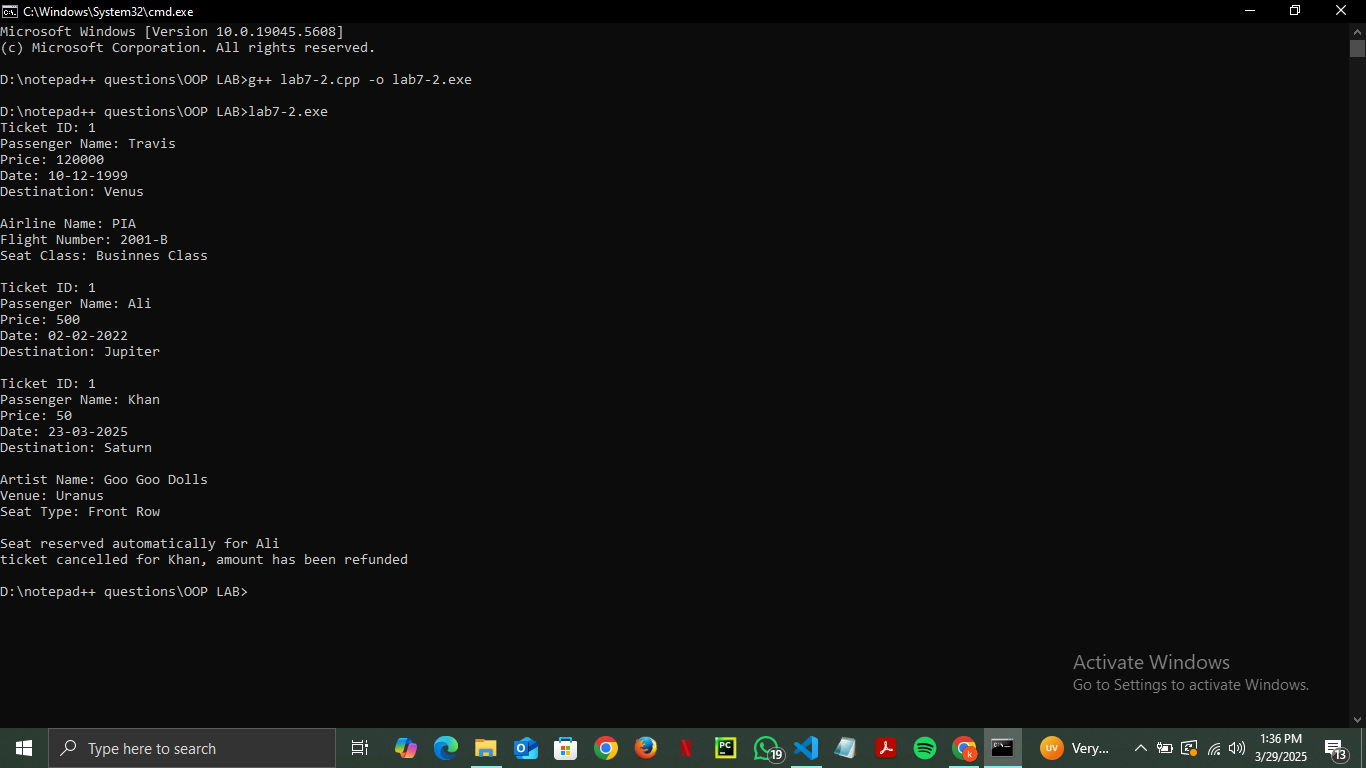 C:\Windows\System32\cmd.exe
Microsoft Windows [Version 10.0.19045.5608]
(c) Microsoft Corporation. All rights reserved.
D:\notepad++ questions\OOP LAB>g++ lab7-2.cpp -o lab7-2.exe
D:\notepad++ questions\OOP LAB>lab7-2.exe
Ticket ID: 1
Passenger Name: Travis
Price: 120000
Date: 10-12-1999
Destination: Venus
Airline Name: PIA
Flight Number: 2001-B
Seat Class: Businnes Class
Ticket ID: 1
Passenger Name: Ali
Price: 500
Date: 02-02-2022
Destination: Jupiter
Ticket ID: 1
Passenger Name: Khan
Price: 50
Date: 23-03-2025
Destination: Saturn
Artist Name: Goo Goo Dolls
Venue: Uranus
Seat Type: Front Row
Seat reserved automatically for Ali
ticket cancelled for Khan, amount has been refunded
D:\notepad++ questions\OOP LAB>
Activate Windows
Go to Settings to activate Windows.
Type here to search
PC
19
k
UV
Very...
1:36 PM
3/29/2025
13